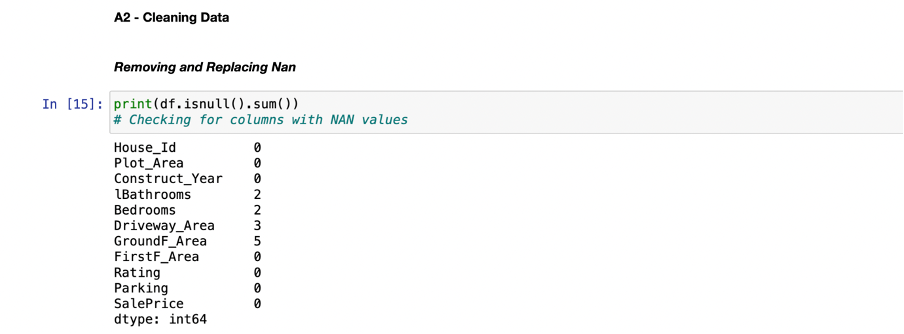 A2 - Cleaning Data
Removing and Replacing Nan
In [15]: print(df.isnull().sum())
# Checking for columns with NAN values
House_Id 0
Plot_Area 0
Construct_Year 0
lBathrooms 2
Bedrooms 2
Driveway_Area 3
GroundF_Area 5
FirstF_Area 0
Rating 0
Parking 0
SalePrice 0
dtype: int64